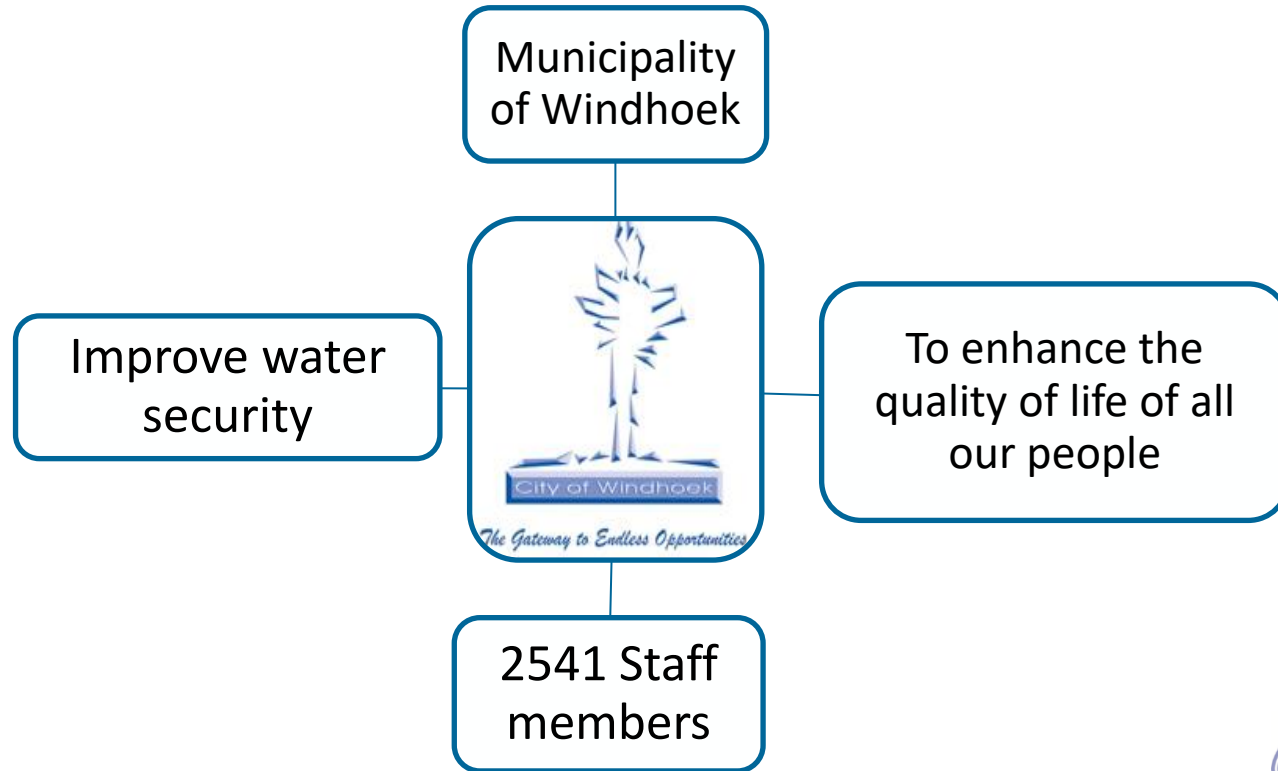 Municipality
of Windhoek
Improve water
security
City of Windhoek
The Gateway to Endless Opportunities
To enhance the
quality of life of all
our people
2541 Staff
members